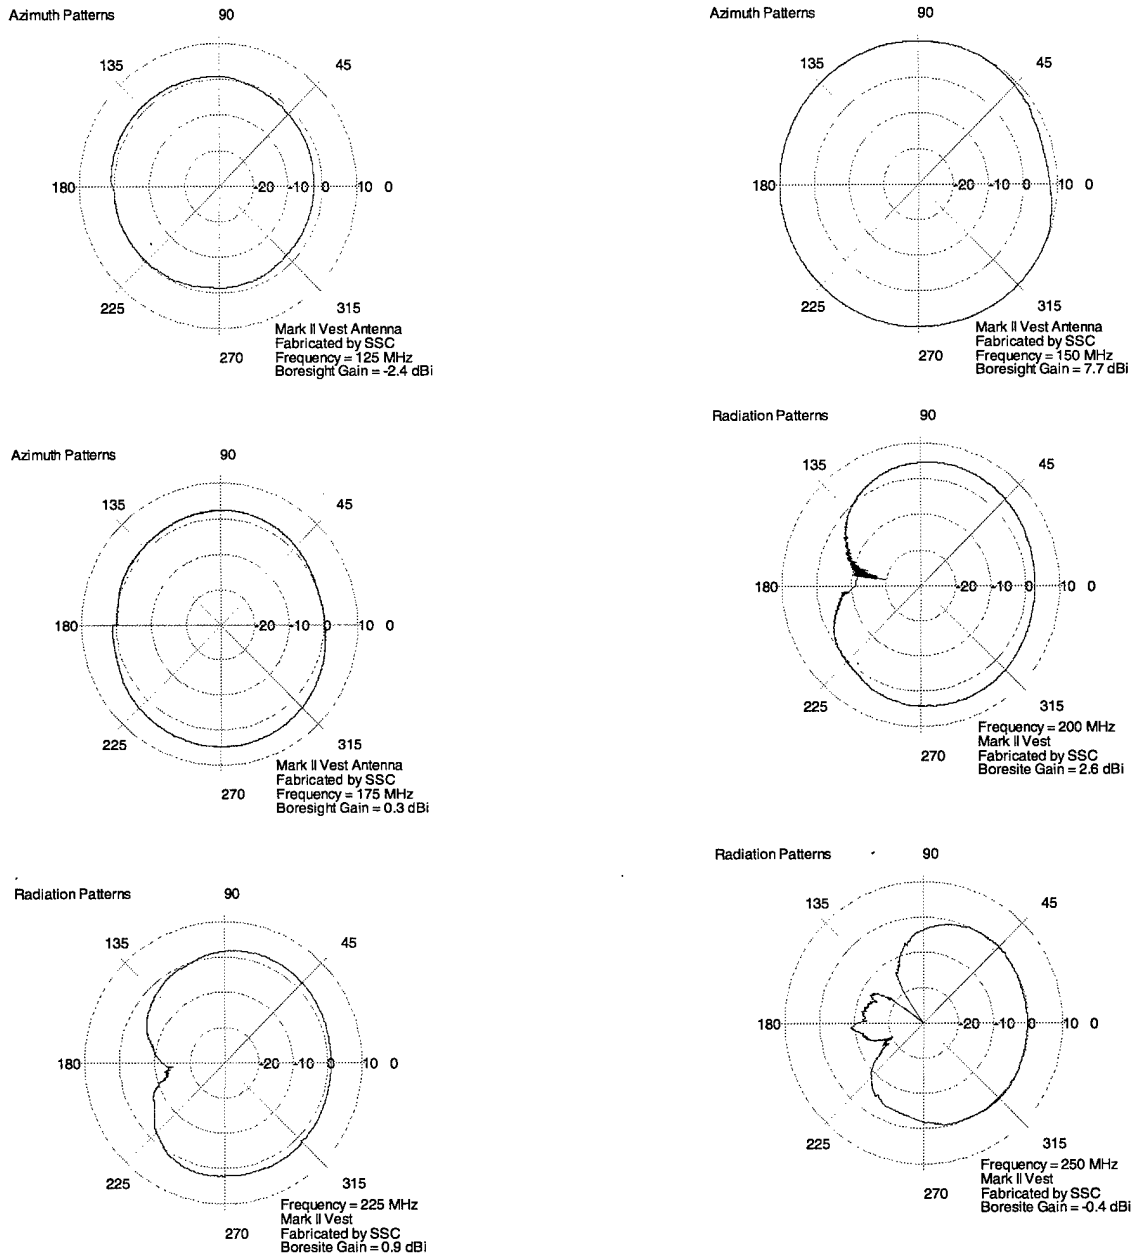 Azimuth Patterns
90
135
45
180
-20 -10 0 10 0
225
315
270
Mark II Vest Antenna
Fabricated by SSC
Frequency = 125 MHz
Boresight Gain = -2.4 dBi
Azimuth Patterns
90
135
45
180
-20 -10 0 10 0
225
315
270
Mark II Vest Antenna
Fabricated by SSC
Frequency = 150 MHz
Boresight Gain = 7.7 dBi
Azimuth Patterns
90
135
45
180
-20 -10 0 10 0
225
315
270
Mark II Vest Antenna
Fabricated by SSC
Frequency = 175 MHz
Boresight Gain = 0.3 dBi
Radiation Patterns
90
135
45
180
-20 -10 0 10 0
225
315
270
Frequency = 200 MHz
Mark II Vest
Fabricated by SSC
Boresite Gain = 2.6 dBi
Radiation Patterns
90
135
45
180
-20 -10 0 10 0
225
315
270
Frequency = 225 MHz
Mark II Vest
Fabricated by SSC
Boresite Gain = 0.9 dBi
Radiation Patterns
90
135
45
180
-20 -10 0 10 0
225
315
270
Frequency = 250 MHz
Mark II Vest
Fabricated by SSC
Boresite Gain = -0.4 dBi